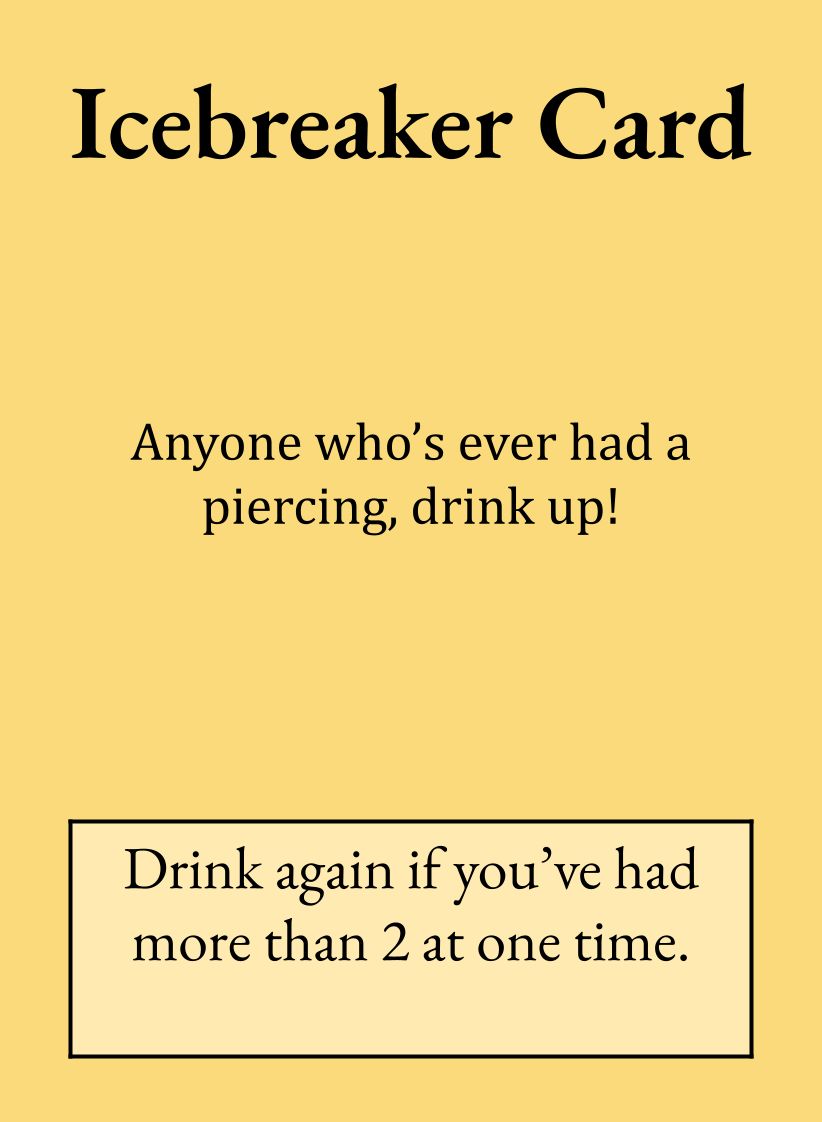 Icebreaker Card
Anyone who’s ever had a
piercing, drink up!
Drink again if you’ve had
more than 2 at one time.